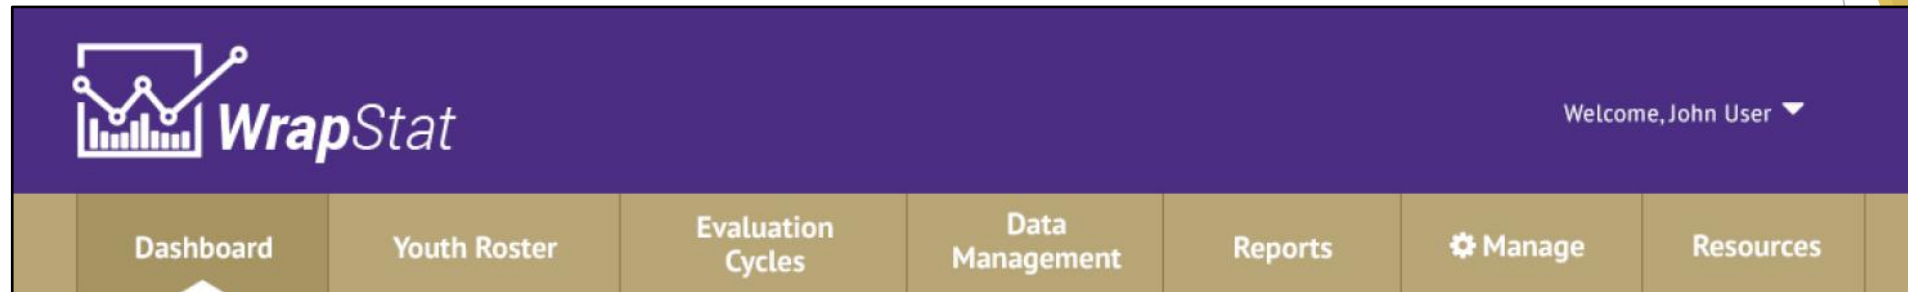 WrapStat
Welcome, John User
Dashboard
Youth Roster
Evaluation
Cycles
Data
Management
Reports
Manage
Resources